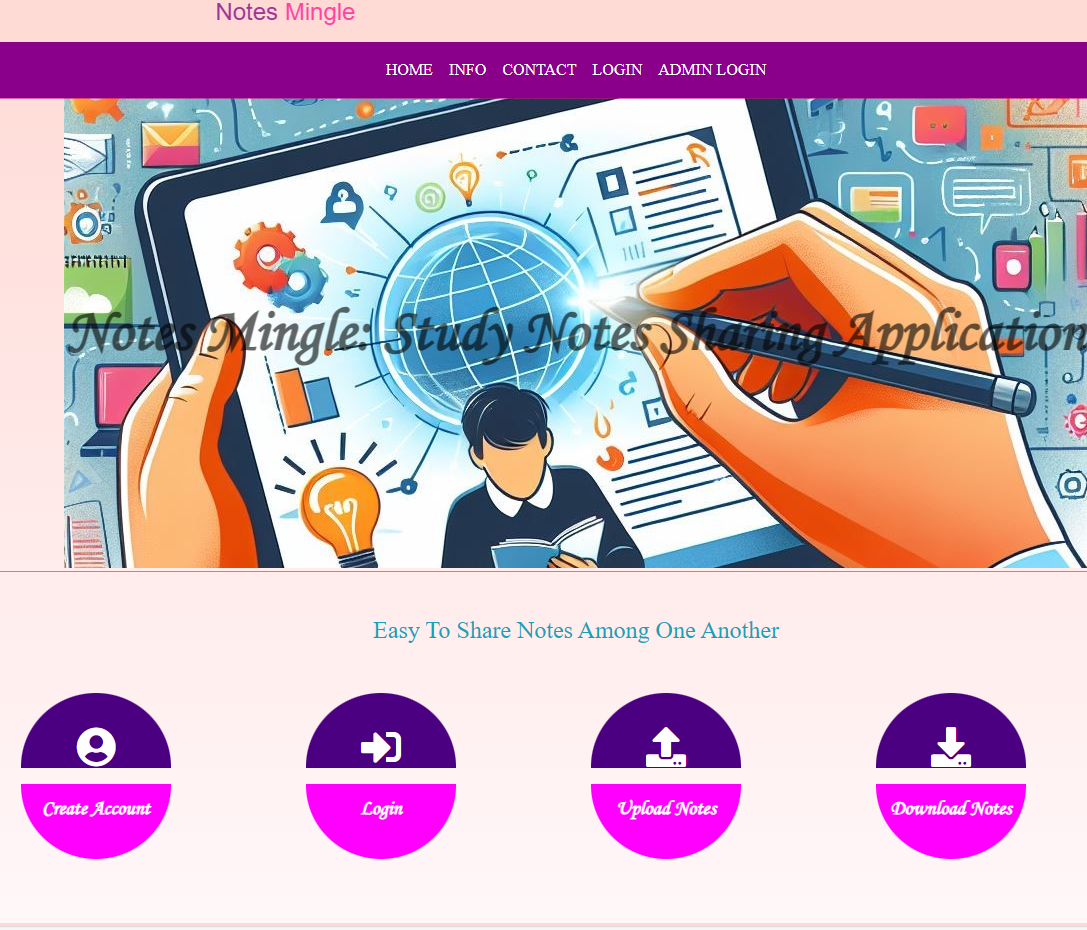 Notes Mingle
HOME INFO CONTACT LOGIN ADMIN LOGIN
Notes Mingle: Study Notes Sharing Application
Easy To Share Notes Among One Another
Create Account
Login
Upload Notes
Download Notes